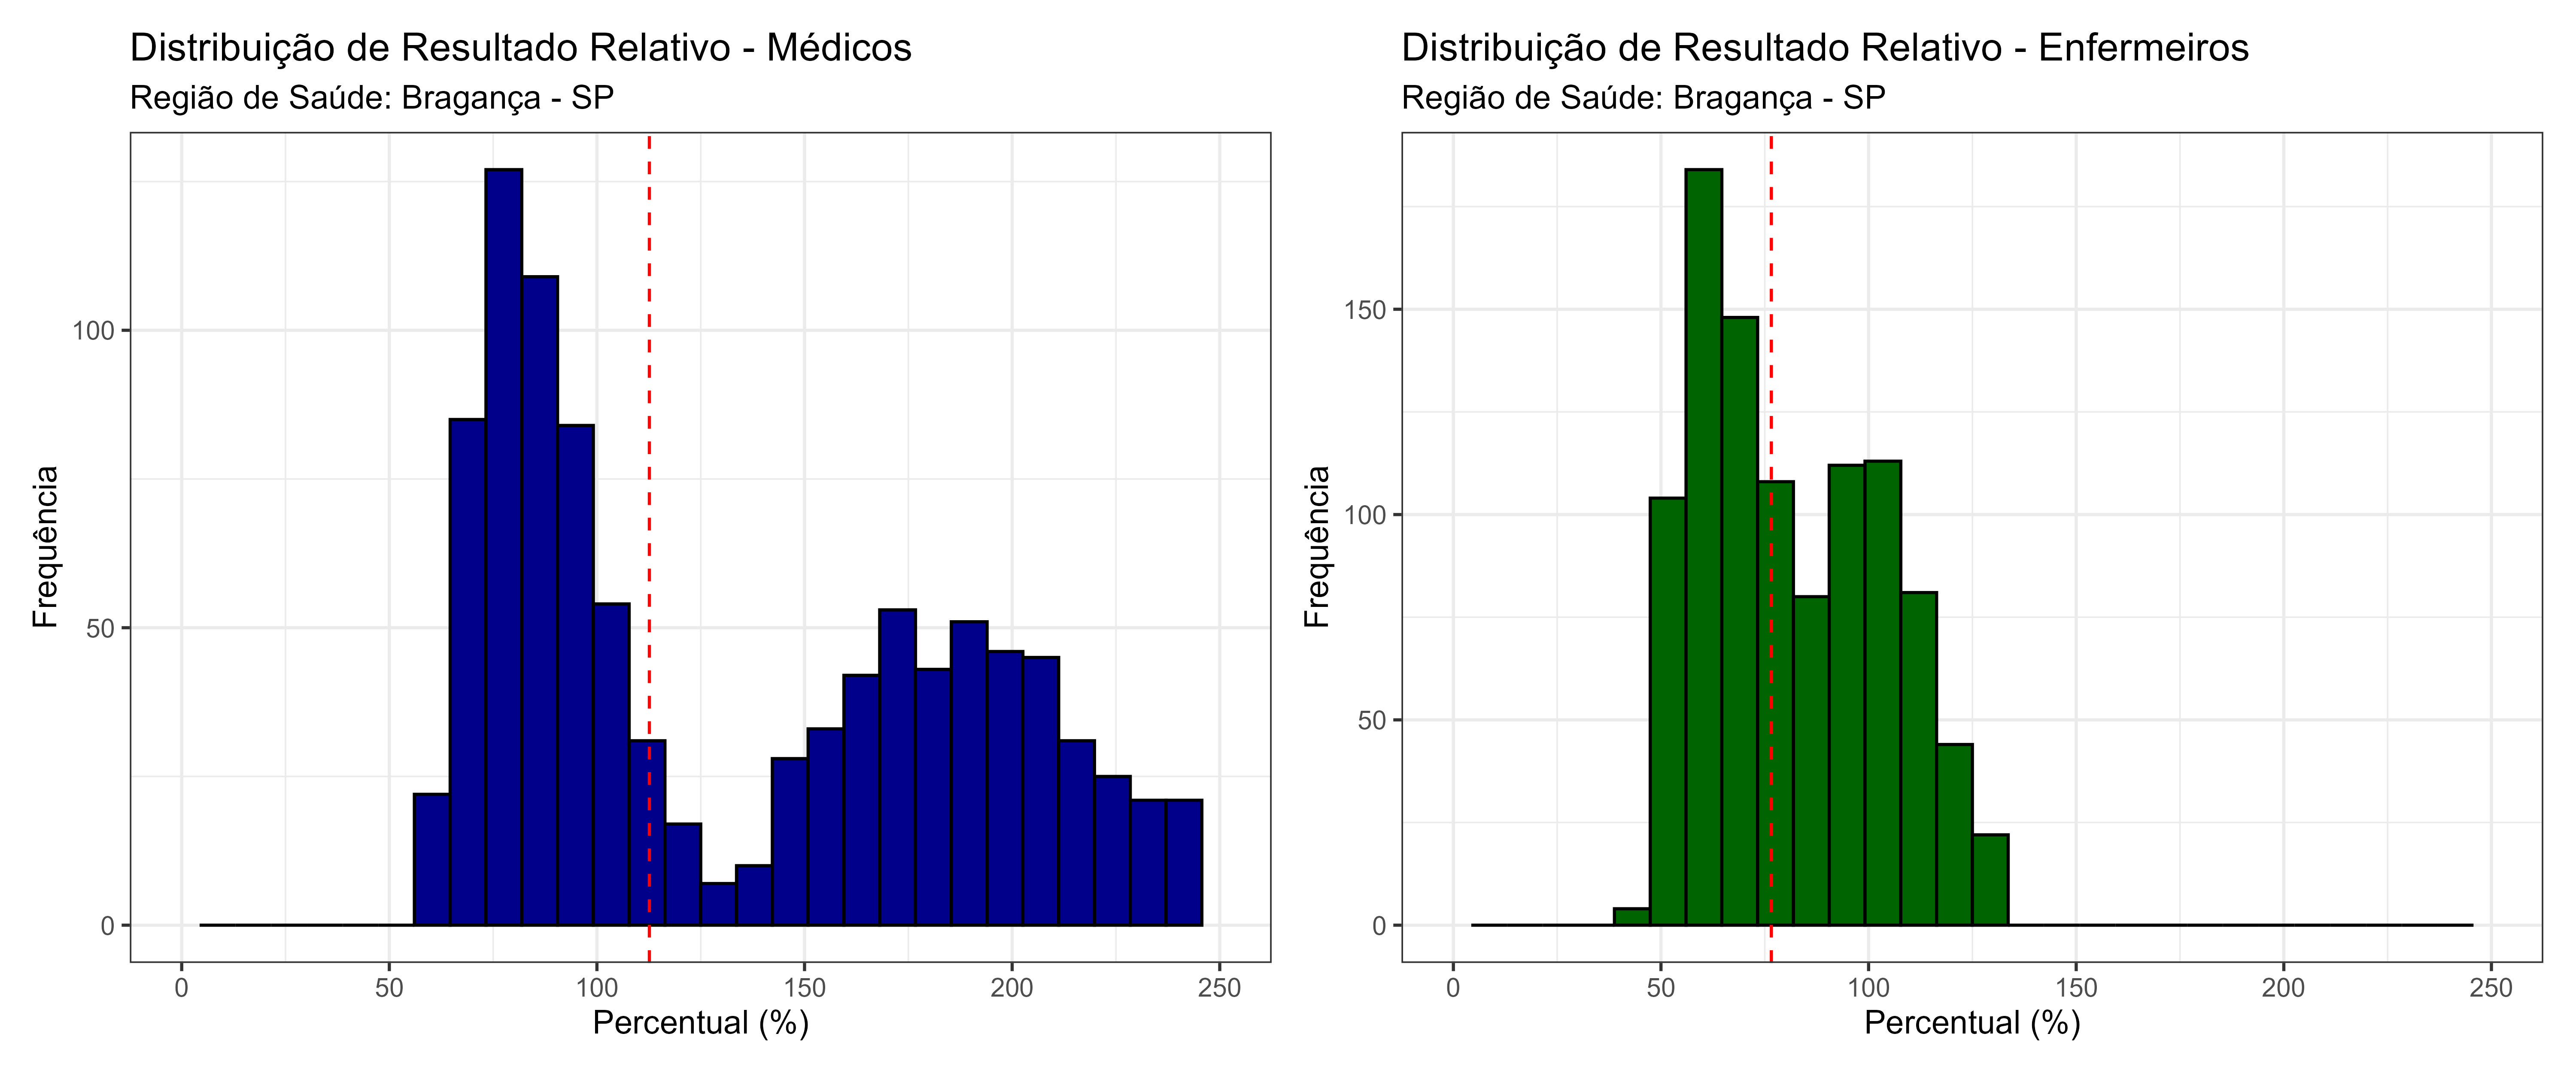 Distribuição de Resultado Relativo - Médicos
Região de Saúde: Bragança - SP
Frequência
100
50
0
0 50 100 150 200 250
Percentual (%)
Distribuição de Resultado Relativo - Enfermeiros
Região de Saúde: Bragança - SP
Frequência
150
100
50
0
0 50 100 150 200 250
Percentual (%)